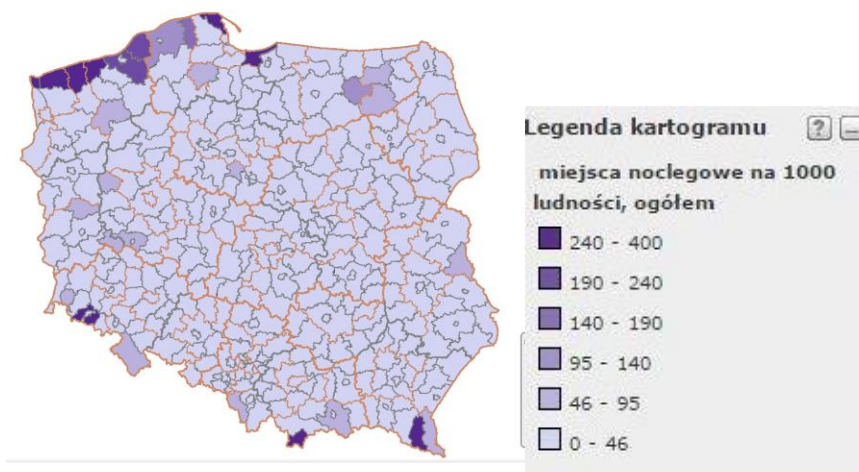 Legenda kartogramu ? –
miejsca noclegowe na 1000
ludności, ogółem
240 - 400
190 - 240
140 - 190
95 - 140
46 - 95
0 - 46